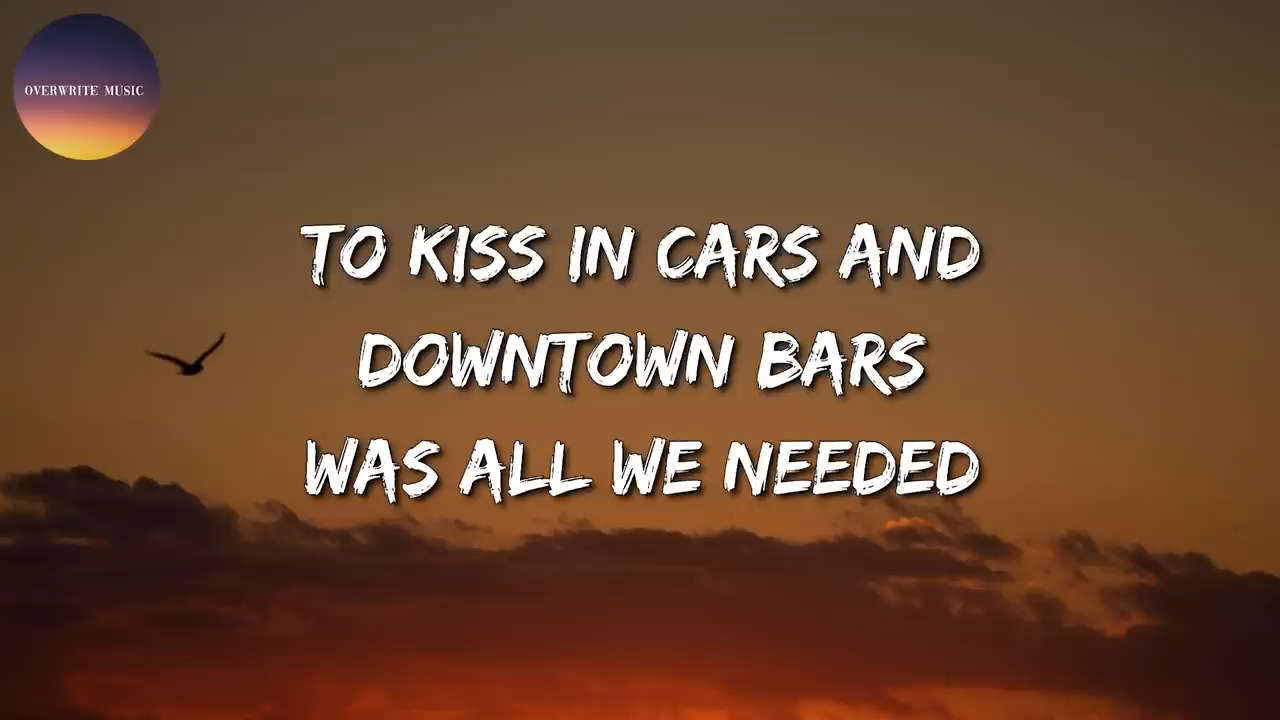 OVERWRITE MUSIC
TO KISS IN CARS AND
DOWNTOWN BARS
WAS ALL WE NEEDED